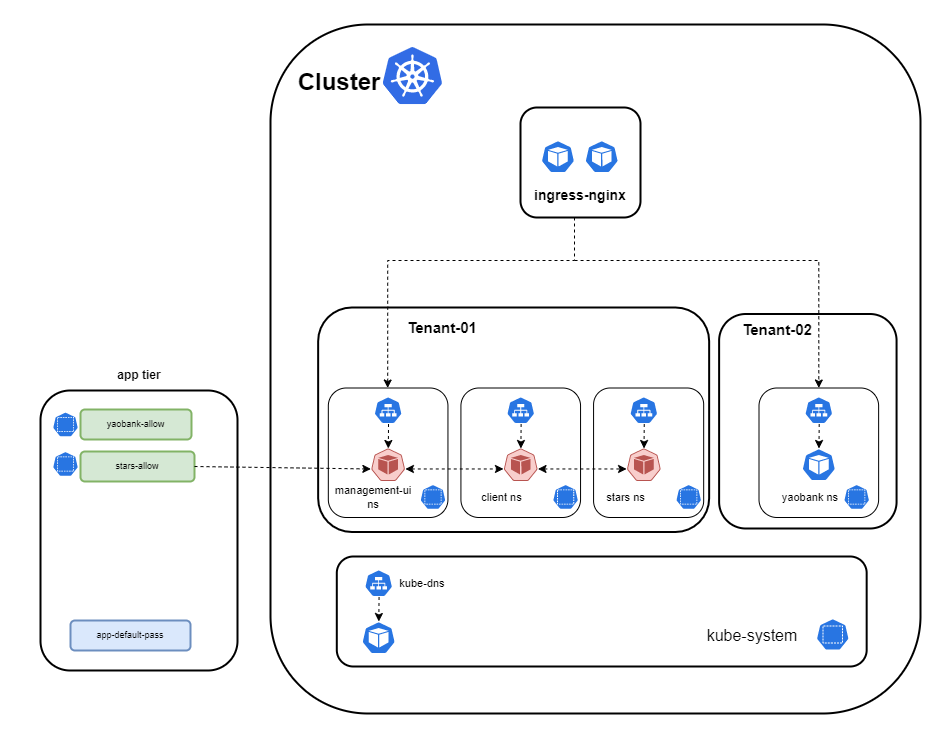 Cluster
ingress-nginx
Tenant-01
Tenant-02
app tier
yaobank-allow
stars-allow
management-ui
ns
client ns
stars ns
yaobank ns
kube-dns
app-default-pass
kube-system